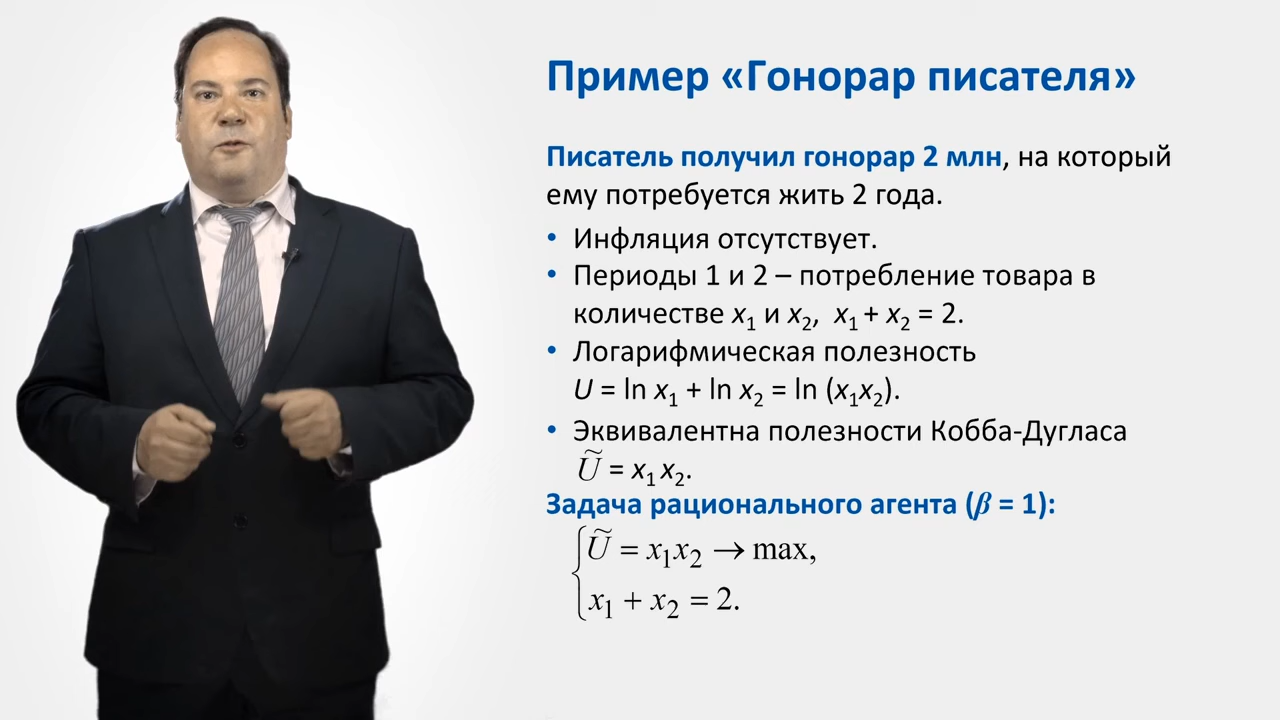 Пример «Гонорар писателя»
Писатель получил гонорар 2 млн, на который
ему потребуется жить 2 года.
• Инфляция отсутствует.
• Периоды 1 и 2 – потребление товара в
количестве x₁ и x₂, x₁ + x₂ = 2.
• Логарифмическая полезность
U = ln x₁ + ln x₂ = ln (x₁x₂).
• Эквивалентна полезности Кобба-Дугласа
Ũ = x₁ x₂.
Задача рационального агента (β = 1):
Ũ = x₁x₂ → max,
x₁ + x₂ = 2.